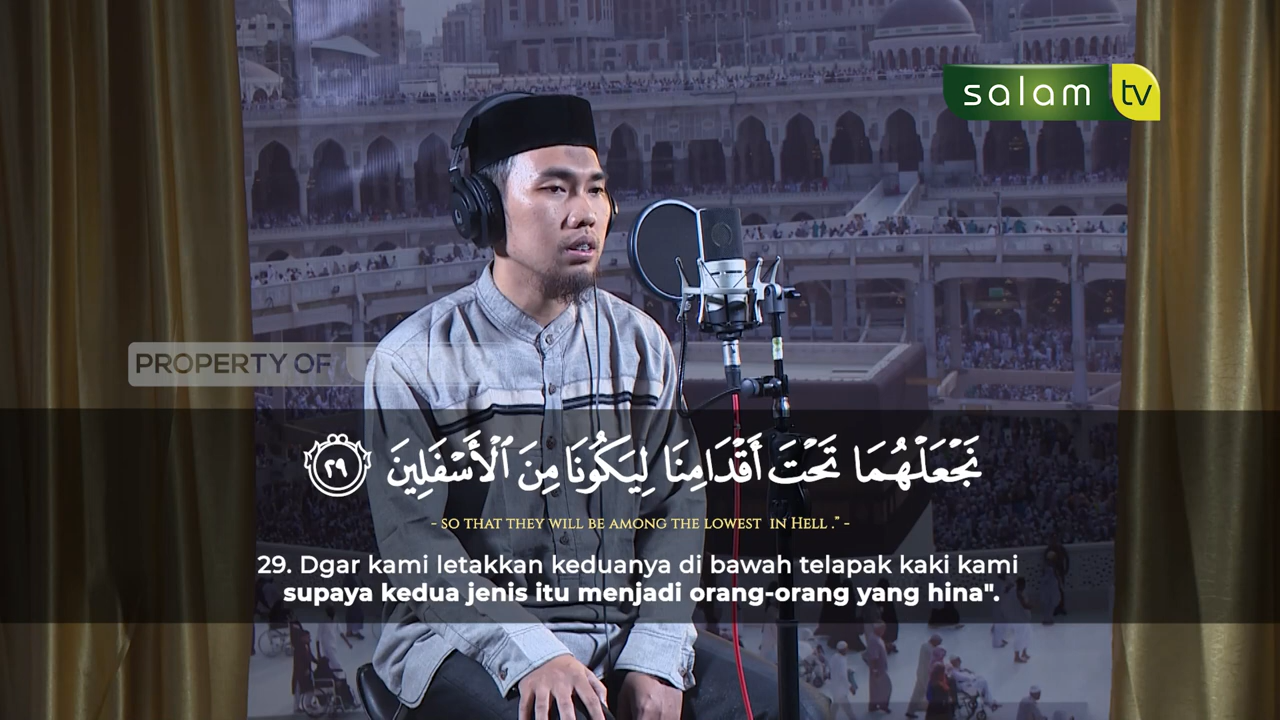 salam tv
PROPERTY OF
نَجْعَلْهُمَا تَحْتَ أَقْدَامِنَا لِيَكُونَا مِنَ ٱلْأَسْفَلِينَ ٢٩
- SO THAT THEY WILL BE AMONG THE LOWEST IN HELL ." -
29. Dgar kami letakkan keduanya di bawah telapak kaki kami
supaya kedua jenis itu menjadi orang-orang yang hina".